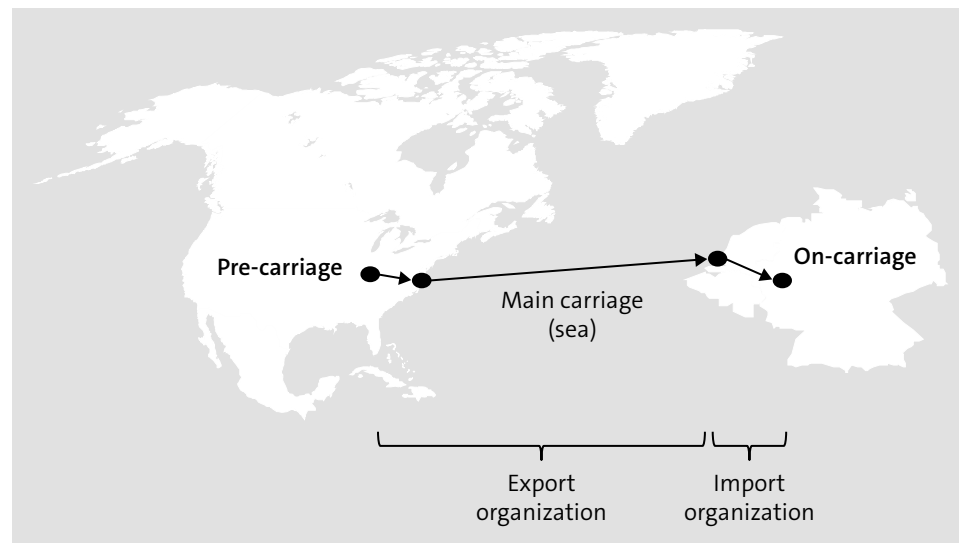 Pre-carriage
On-carriage
Main carriage
(sea)
Export
organization
Import
organization